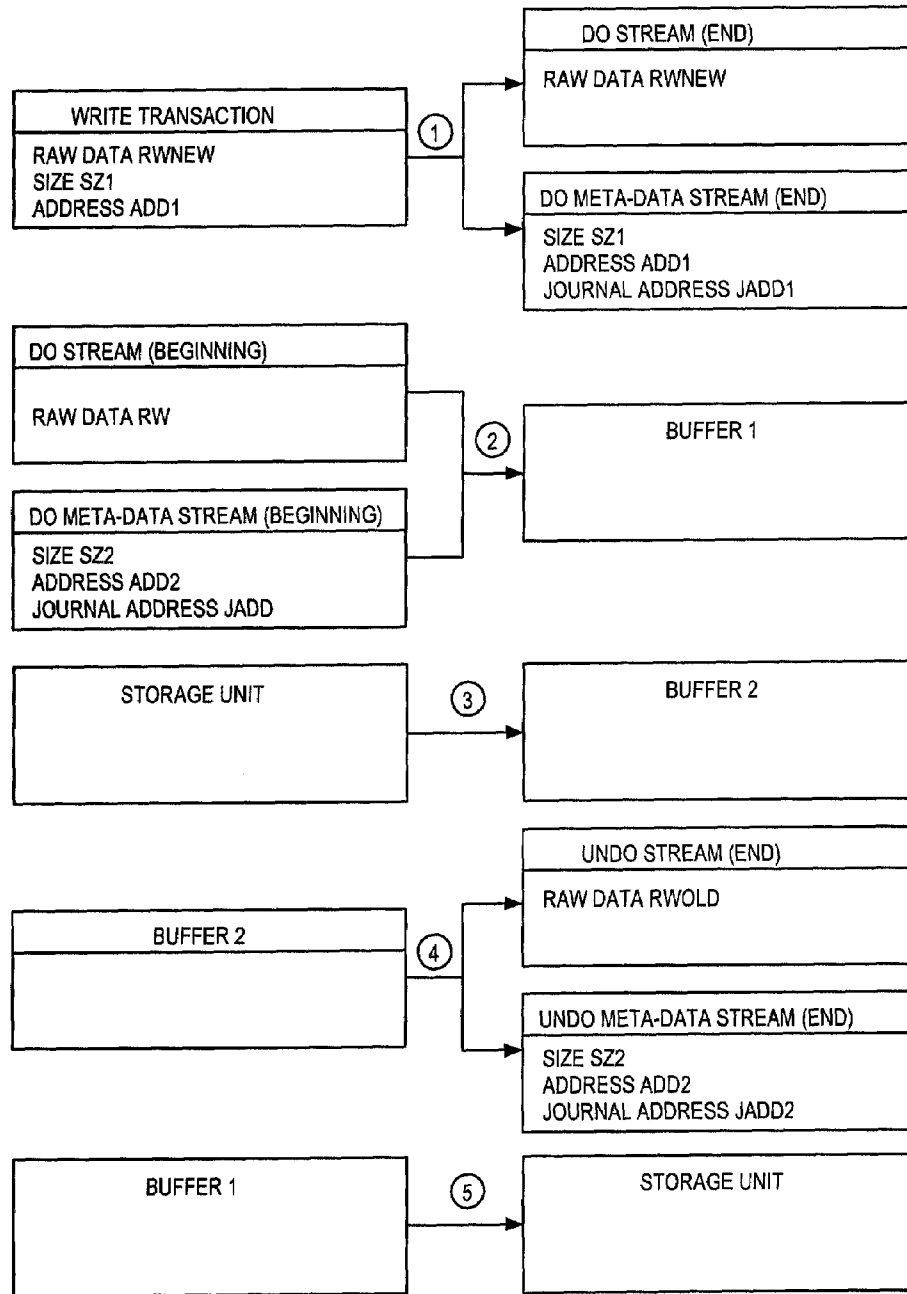 WRITE TRANSACTION
RAW DATA RWNEW
SIZE SZ1
ADDRESS ADD1
1
DO STREAM (END)
RAW DATA RWNEW
DO META-DATA STREAM (END)
SIZE SZ1
ADDRESS ADD1
JOURNAL ADDRESS JADD1
DO STREAM (BEGINNING)
RAW DATA RW
DO META-DATA STREAM (BEGINNING)
SIZE SZ2
ADDRESS ADD2
JOURNAL ADDRESS JADD
2
BUFFER 1
STORAGE UNIT
3
BUFFER 2
BUFFER 2
4
UNDO STREAM (END)
RAW DATA RWOLD
UNDO META-DATA STREAM (END)
SIZE SZ2
ADDRESS ADD2
JOURNAL ADDRESS JADD2
BUFFER 1
5
STORAGE UNIT